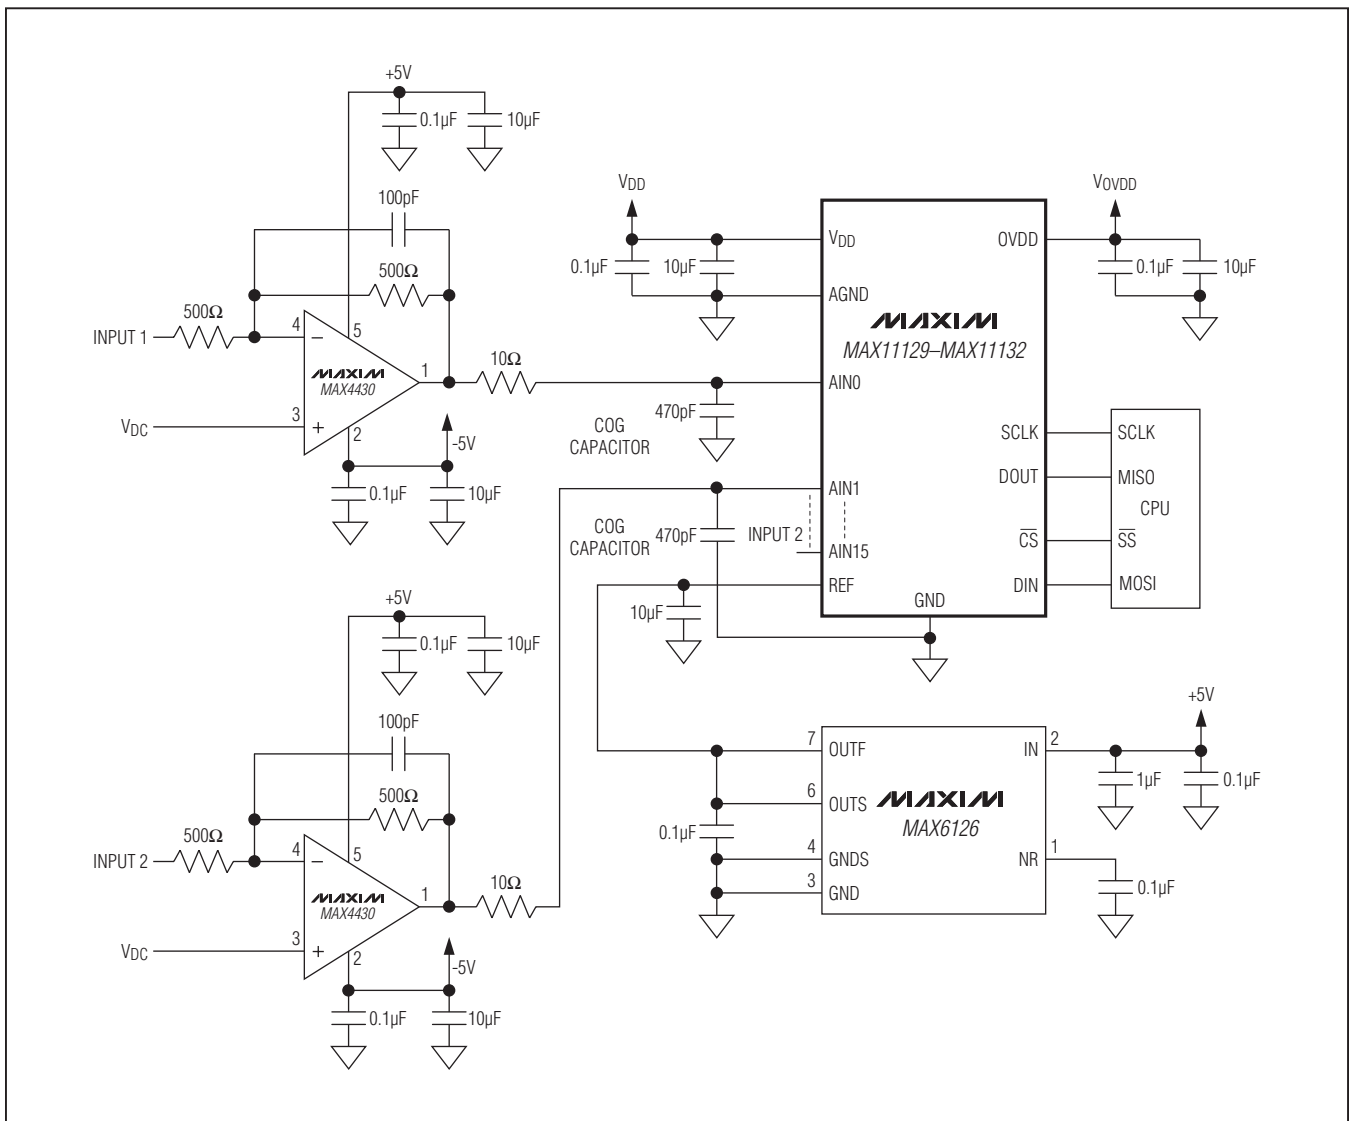 +5V
0.1µF
10µF
100pF
500Ω
500Ω
INPUT 1
4
−
5
MAXIM
MAX4430
1
10Ω
VDC
3
+
2
-5V
0.1µF
10µF
VDD
0.1µF
10µF
VDD
AGND
MAXIM
MAX11129–MAX11132
OVDD
VOVDD
0.1µF
10µF
AIN0
470pF
COG
CAPACITOR
AIN1
COG
CAPACITOR
470pF
INPUT 2
AIN15
REF
10µF
GND
SCLK
DOUT
CS
DIN
SCLK
MISO
CPU
SS
MOSI
+5V
0.1µF
10µF
100pF
500Ω
500Ω
INPUT 2
4
−
5
MAXIM
MAX4430
1
10Ω
VDC
3
+
2
-5V
0.1µF
10µF
7
OUTF
6
OUTS
0.1µF
4
GNDS
3
GND
MAXIM
MAX6126
IN
2
+5V
1µF
0.1µF
NR
1
0.1µF